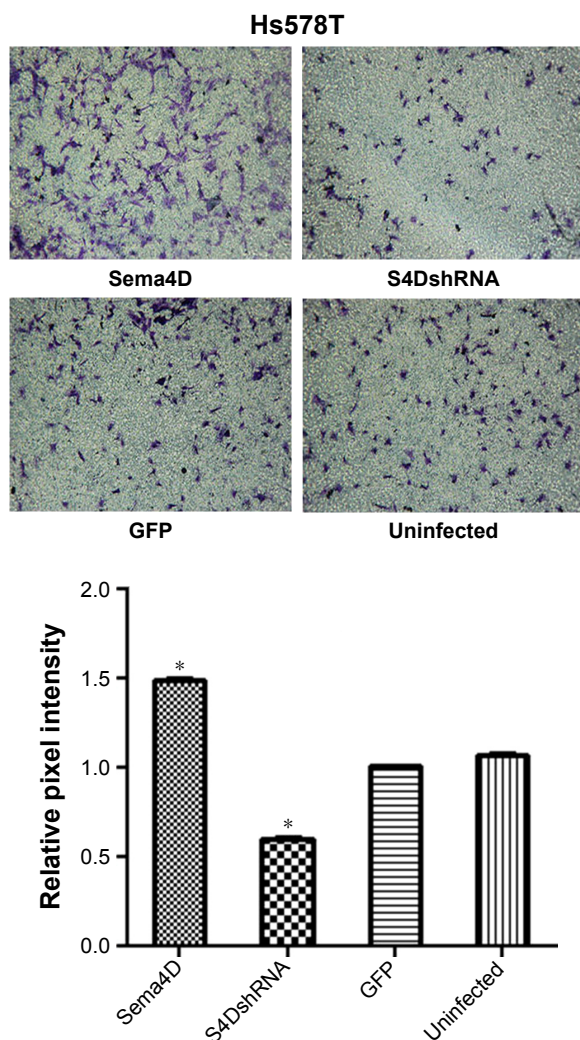 Hs578T
Sema4D
S4DshRNA
GFP
Uninfected
Relative pixel intensity
2.0
1.5
1.0
0.5
0.0
*
*
Sema4D
S4DshRNA
GFP
Uninfected